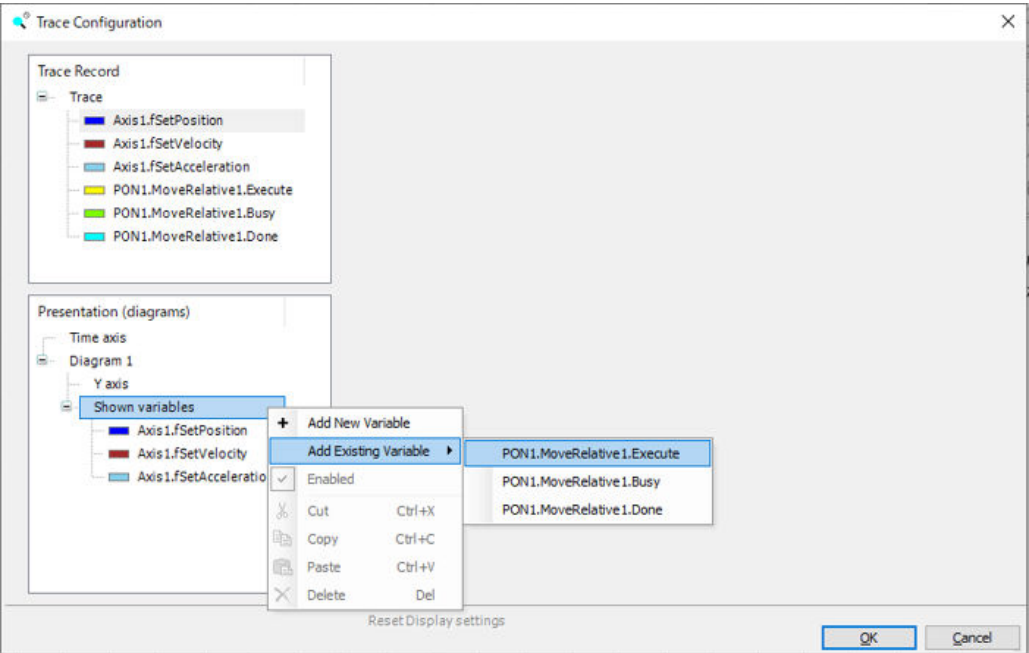 Trace Configuration
Trace Record
Trace
Axis1.fSetPosition
Axis1.fSetVelocity
Axis1.fSetAcceleration
PON1.MoveRelative1.Execute
PON1.MoveRelative1.Busy
PON1.MoveRelative1.Done
Presentation (diagrams)
Time axis
Diagram 1
Y axis
Shown variables
Axis1.fSetPosition
Axis1.fSetVelocity
Axis1.fSetAcceleratio
Add New Variable
Add Existing Variable
Enabled
Cut Ctrl+X
Copy Ctrl+C
Paste Ctrl+V
Delete Del
PON1.MoveRelative1.Execute
PON1.MoveRelative1.Busy
PON1.MoveRelative1.Done
Reset Display settings
OK Cancel